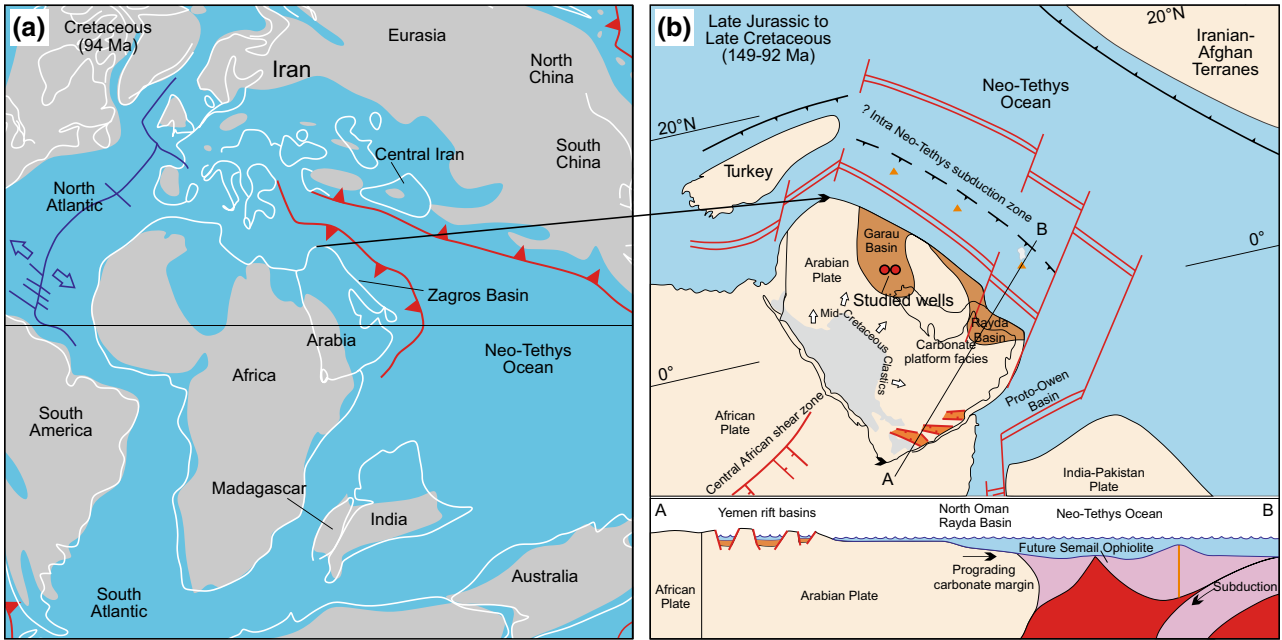 (a)
Cretaceous
(94 Ma)
Eurasia
Iran
North
China
South
China
Central Iran
North
Atlantic
Zagros Basin
Arabia
Neo-Tethys
Ocean
Africa
South
America
Madagascar
India
Australia
South
Atlantic
(b)
Late Jurassic to
Late Cretaceous
(149-92 Ma)
20°N
Iranian-
Afghan
Terranes
Neo-Tethys
Ocean
20°N
? Intra Neo-Tethys subduction zone
Turkey
B
0°
Garau
Basin
Arabian
Plate
Studied wells
Mid-Cretaceous
Clastics
Rayda
Basin
Carbonate
platform facies
0°
Proto-Owen
Basin
African
Plate
Central African shear zone
A
India-Pakistan
Plate
A
Yemen rift basins
North Oman
Rayda Basin
Neo-Tethys Ocean
B
Future Semail Ophiolite
Prograding
carbonate margin
Subduction
African
Plate
Arabian Plate